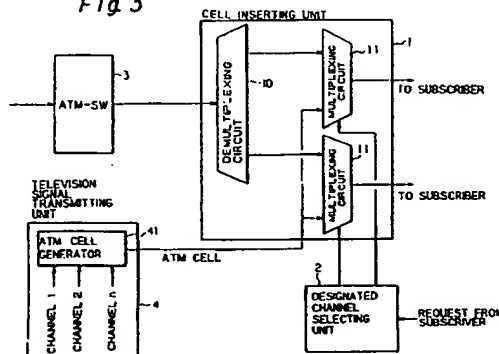 Fig 3
CELL INSERTING UNIT
3
ATM-SW
DEMULTIPLEXING
CIRCUIT
10
MULTIPLEXING
CIRCUIT
11
1
TO SUBSCRIBER
MULTIPLEXING
CIRCUIT
11
TO SUBSCRIBER
TELEVISION
SIGNAL
TRANSMITTING
UNIT
ATM CELL
GENERATOR
41
ATM CELL
CHANNEL 1
CHANNEL 2
CHANNEL n
4
2
DESIGNATED
CHANNEL
SELECTING
UNIT
REQUEST FROM
SUBSCRIVER